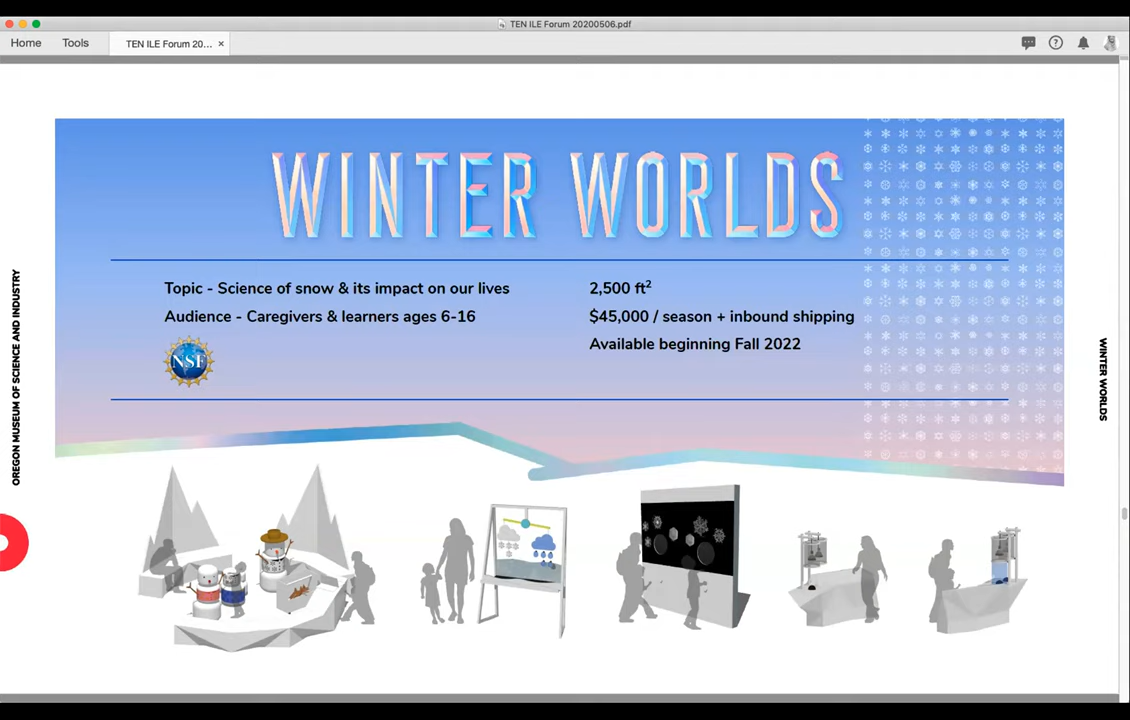 TEN ILE Forum 20200506.pdf
Home
Tools
TEN ILE Forum 20... ×
WINTER WORLDS
Topic - Science of snow & its impact on our lives
Audience - Caregivers & learners ages 6-16
NSF
2,500 ft²
$45,000 / season + inbound shipping
Available beginning Fall 2022
OREGON MUSEUM OF SCIENCE AND INDUSTRY
WINTER WORLDS